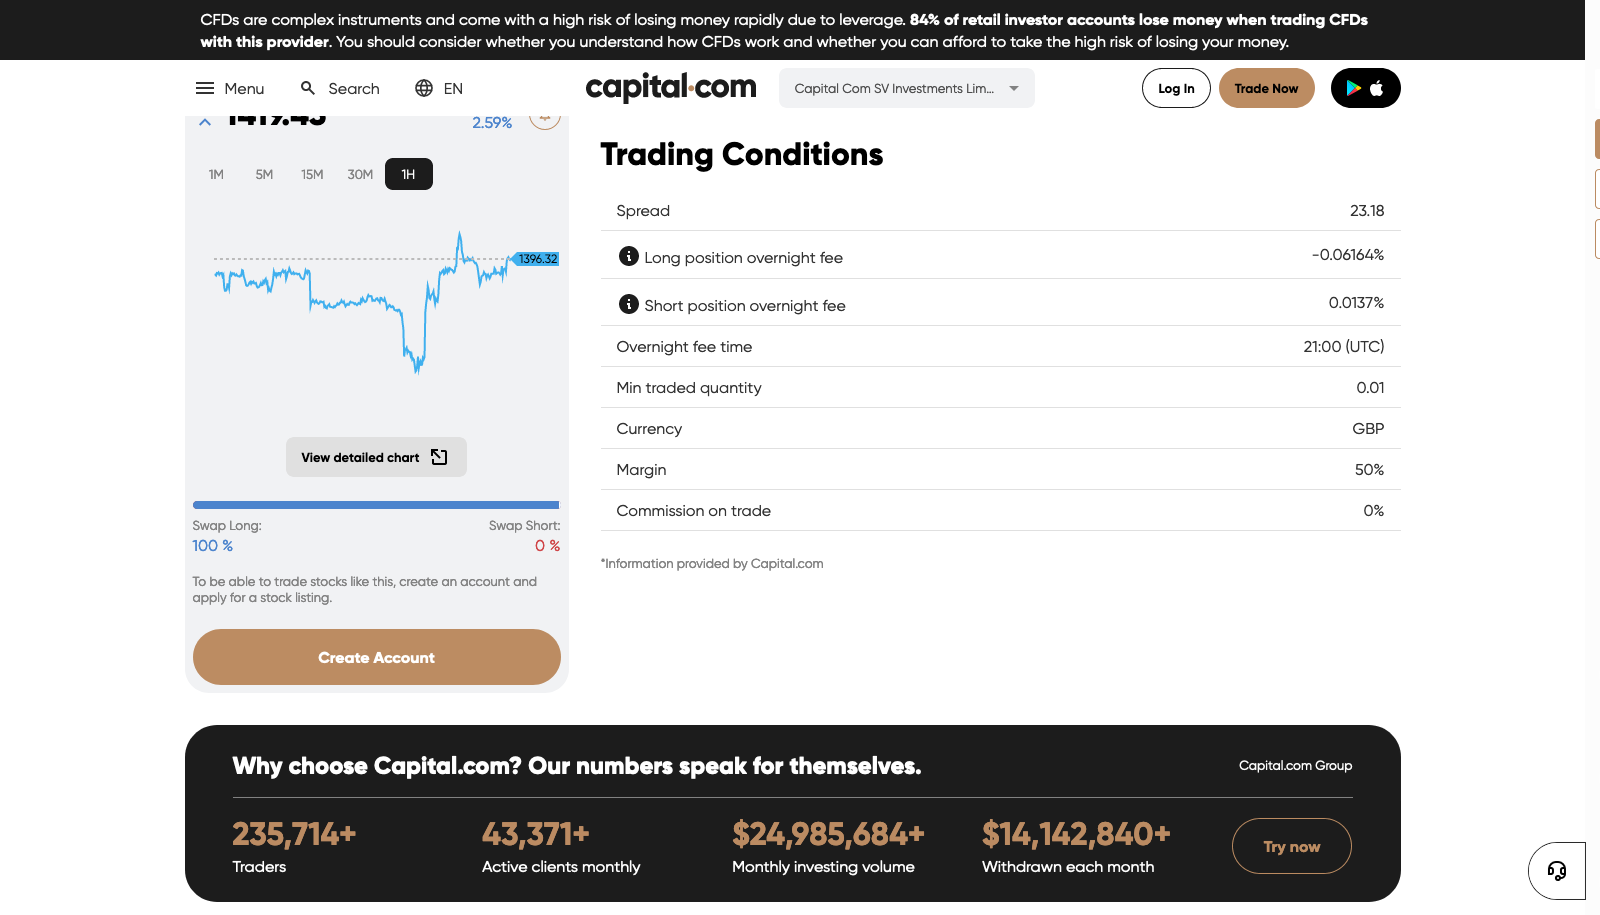 CFDs are complex instruments and come with a high risk of losing money rapidly due to leverage. 84% of retail investor accounts lose money when trading CFDs
with this provider. You should consider whether you understand how CFDs work and whether you can afford to take the high risk of losing your money.
Menu
Search
EN
capital.com
Capital Com SV Investments Lim...
Log In
Trade Now
2.59%
1M
5M
15M
30M
1H
1396.32
View detailed chart
Swap Long:
Swap Short:
100 %
0 %
To be able to trade stocks like this, create an account and
apply for a stock listing.
Create Account
Trading Conditions
Spread
23.18
Long position overnight fee
-0.06164%
Short position overnight fee
0.0137%
Overnight fee time
21:00 (UTC)
Min traded quantity
0.01
Currency
GBP
Margin
50%
Commission on trade
0%
*Information provided by Capital.com
Why choose Capital.com? Our numbers speak for themselves.
Capital.com Group
235,714+
Traders
43,371+
Active clients monthly
$24,985,684+
Monthly investing volume
$14,142,840+
Withdrawn each month
Try now